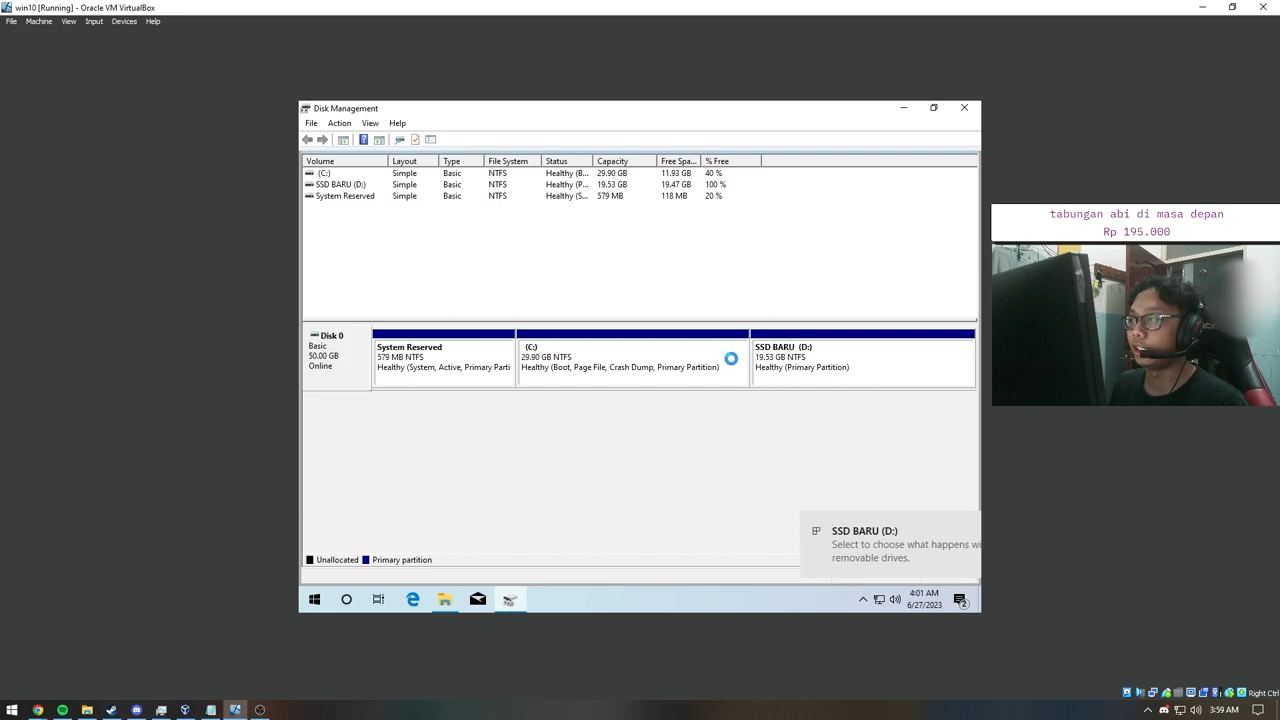 win10 [Running] - Oracle VM VirtualBox
File Machine View Input Devices Help
Disk Management
File Action View Help
Volume Layout Type File System Status Capacity Free Spa... % Free
(C:) Simple Basic NTFS Healthy (B... 29.90 GB 11.93 GB 40 %
SSD BARU (D:) Simple Basic NTFS Healthy (P... 19.53 GB 19.47 GB 100 %
System Reserved Simple Basic NTFS Healthy (S... 579 MB 118 MB 20 %
tabungan abi di masa depan
Rp 195.000
Disk 0
Basic
50.00 GB
Online
System Reserved
579 MB NTFS
Healthy (System, Active, Primary Parti
(C:)
29.90 GB NTFS
Healthy (Boot, Page File, Crash Dump, Primary Partition)
SSD BARU (D:)
19.53 GB NTFS
Healthy (Primary Partition)
SSD BARU (D:)
Select to choose what happens wi
removable drives.
Unallocated Primary partition
4:01 AM
6/27/2023
2
Right Ctrl
3:59 AM